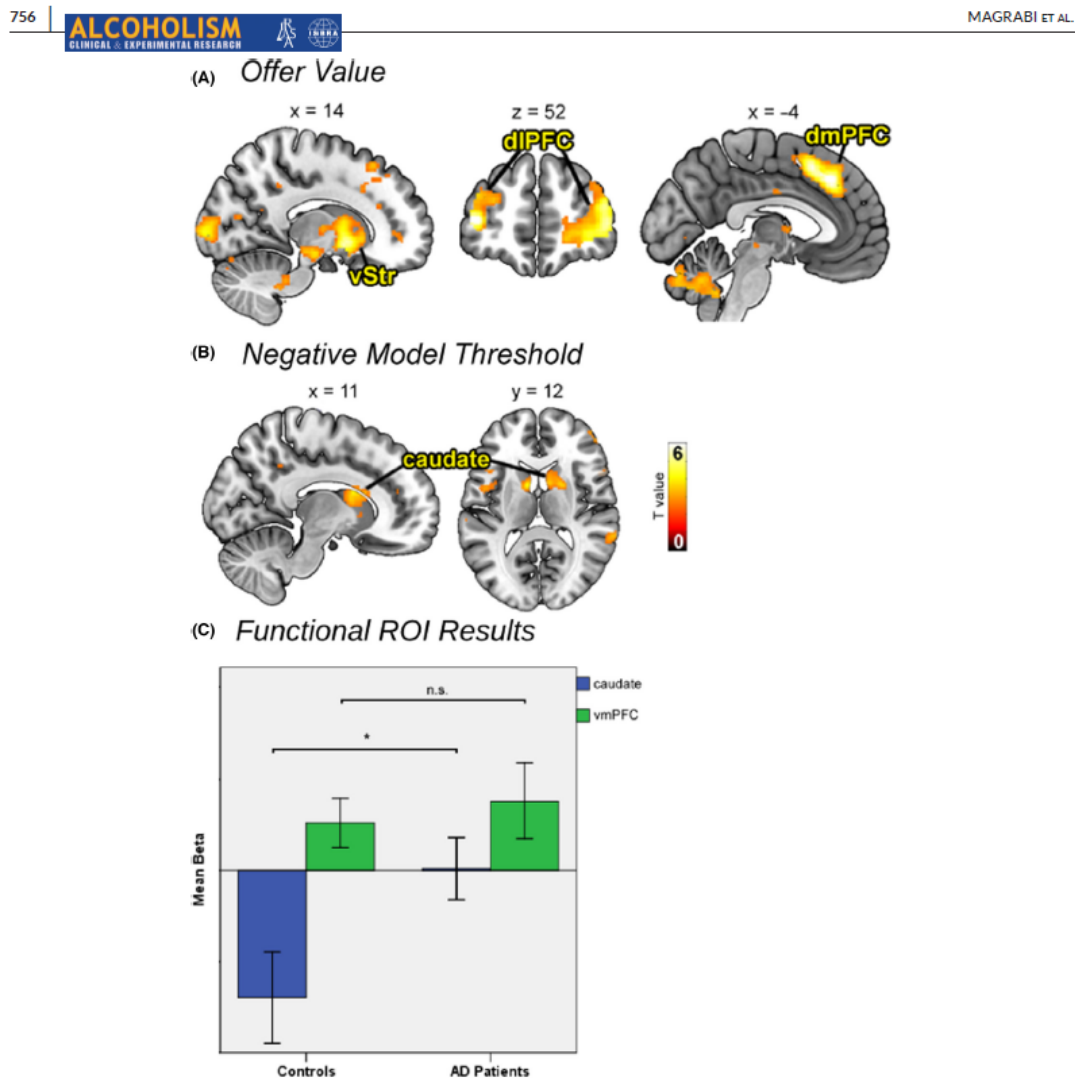 756
MAGRABI ET AL.
ALCOHOLISM
CLINICAL & EXPERIMENTAL RESEARCH
ISBRA
(A) Offer Value
x = 14
z = 52
x = -4
dlPFC
dmPFC
vStr
(B) Negative Model Threshold
x = 11
y = 12
caudate
6
T value
0
(C) Functional ROI Results
caudate
n.s.
vmPFC
*
Mean Beta
Controls
AD Patients